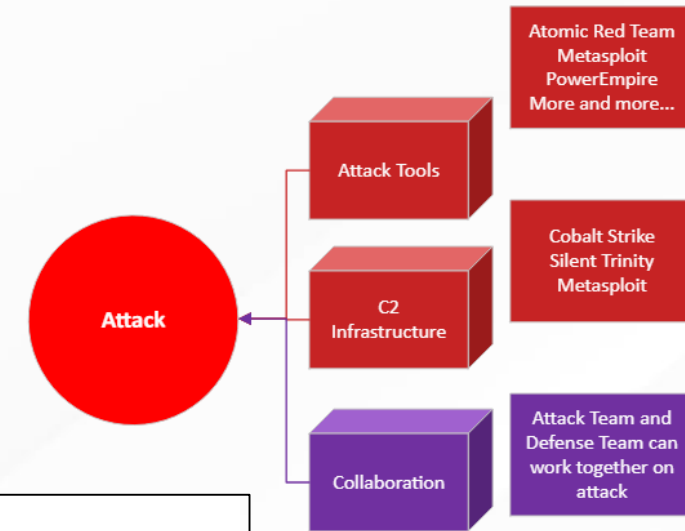 Atomic Red Team
Metasploit
PowerEmpire
More and more...
Attack Tools
Cobalt Strike
Silent Trinity
Metasploit
Attack
C2
Infrastructure
Attack Team and
Defense Team can
work together on
attack
Collaboration